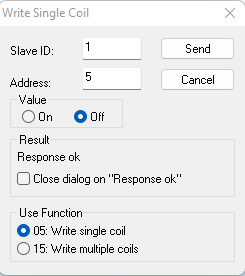 Write Single Coil
Slave ID: 1 Send
Address: 5 Cancel
Value
On Off
Result
Response ok
Close dialog on "Response ok"
Use Function
05: Write single coil
15: Write multiple coils